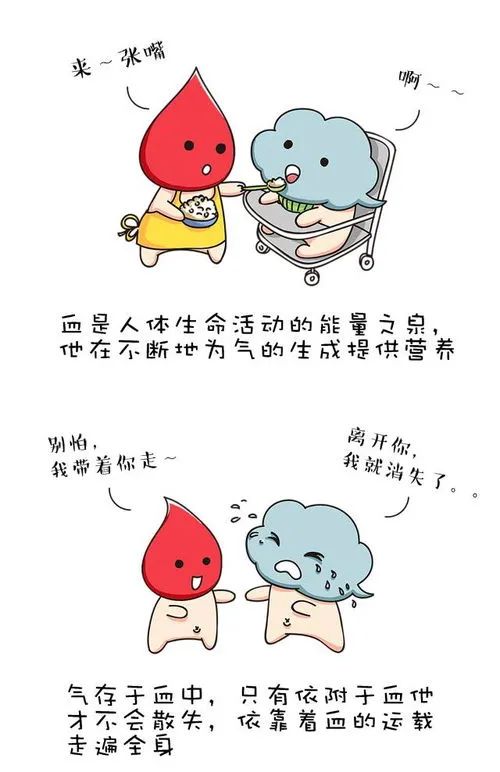 来～张嘴
啊～～
血是人体生命活动的能量之泉，
他在不断地为气的生成提供营养
别怕，
我带着你走～
离开你，
我就消失了。。
气存于血中，只有依附于血他
才不会散失，依靠着血的运载
走遍全身